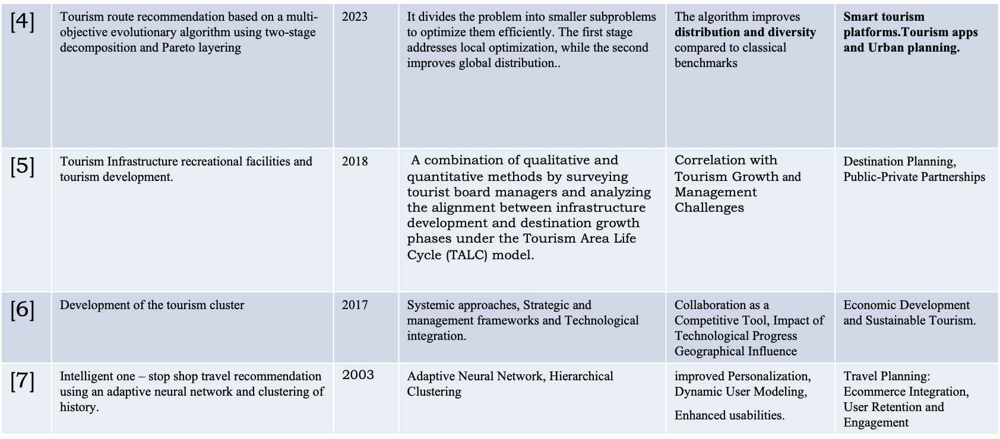 [4]
Tourism route recommendation based on a multi-
objective evolutionary algorithm using two-stage
decomposition and Pareto layering
2023
It divides the problem into smaller subproblems
to optimize them efficiently. The first stage
addresses local optimization, while the second
improves global distribution..
The algorithm improves
distribution and diversity
compared to classical
benchmarks
Smart tourism
platforms.Tourism apps
and Urban planning.
[5]
Tourism Infrastructure recreational facilities and
tourism development.
2018
A combination of qualitative and
quantitative methods by surveying
tourist board managers and analyzing
the alignment between infrastructure
development and destination growth
phases under the Tourism Area Life
Cycle (TALC) model.
Correlation with
Tourism Growth and
Management
Challenges
Destination Planning,
Public-Private Partnerships
[6]
Development of the tourism cluster
2017
Systemic approaches, Strategic and
management frameworks and Technological
integration.
Collaboration as a
Competitive Tool, Impact of
Technological Progress
Geographical Influence
Economic Development
and Sustainable Tourism.
[7]
Intelligent one – stop shop travel recommendation
using an adaptive neural network and clustering of
history.
2003
Adaptive Neural Network, Hierarchical
Clustering
improved Personalization,
Dynamic User Modeling,
Enhanced usabilities.
Travel Planning:
Ecommerce Integration,
User Retention and
Engagement